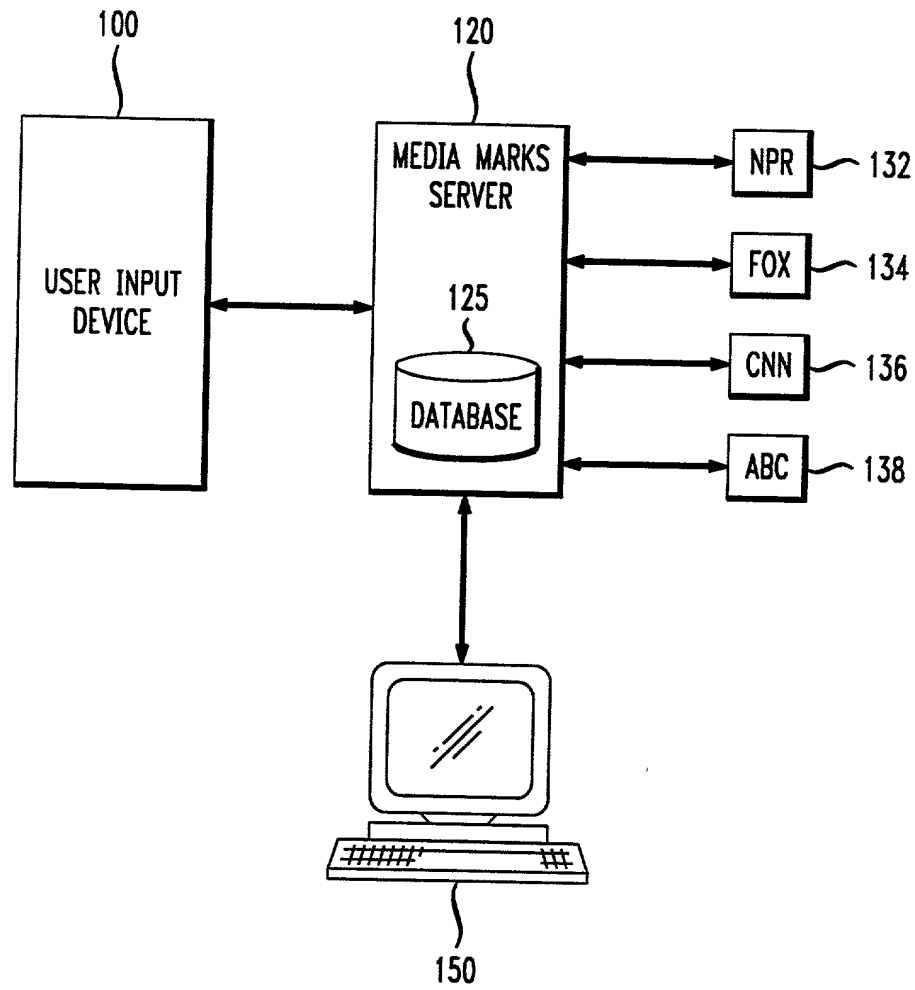 100
120
USER INPUT
DEVICE
MEDIA MARKS
SERVER
125
DATABASE
NPR
132
FOX
134
CNN
136
ABC
138
150